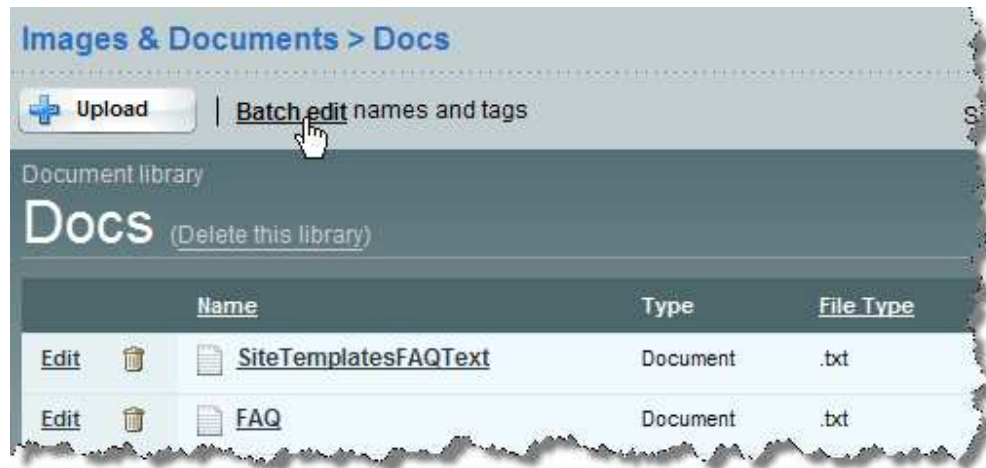 Images & Documents > Docs
Upload | Batch edit names and tags
Document library
Docs (Delete this library)
Name Type File Type
Edit SiteTemplatesFAQText Document .txt
Edit FAQ Document .txt